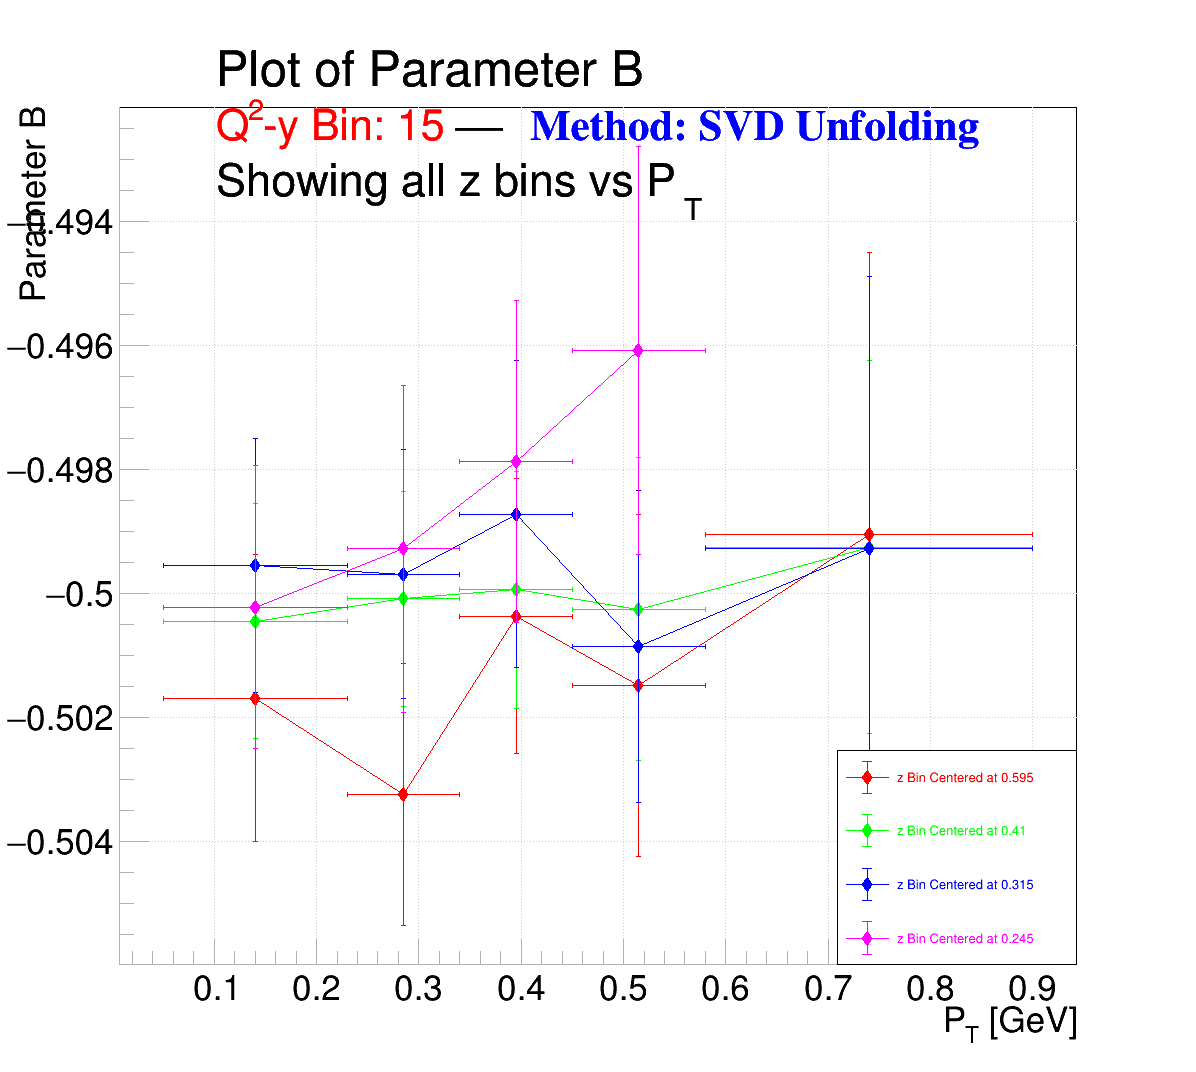 Plot of Parameter B
Q²-y Bin: 15 — Method: SVD Unfolding
Showing all z bins vs P_T
Parameter B
−0.494
−0.496
−0.498
−0.5
−0.502
−0.504
z Bin Centered at 0.595
z Bin Centered at 0.41
z Bin Centered at 0.315
z Bin Centered at 0.245
0.1 0.2 0.3 0.4 0.5 0.6 0.7 0.8 0.9
P_T [GeV]